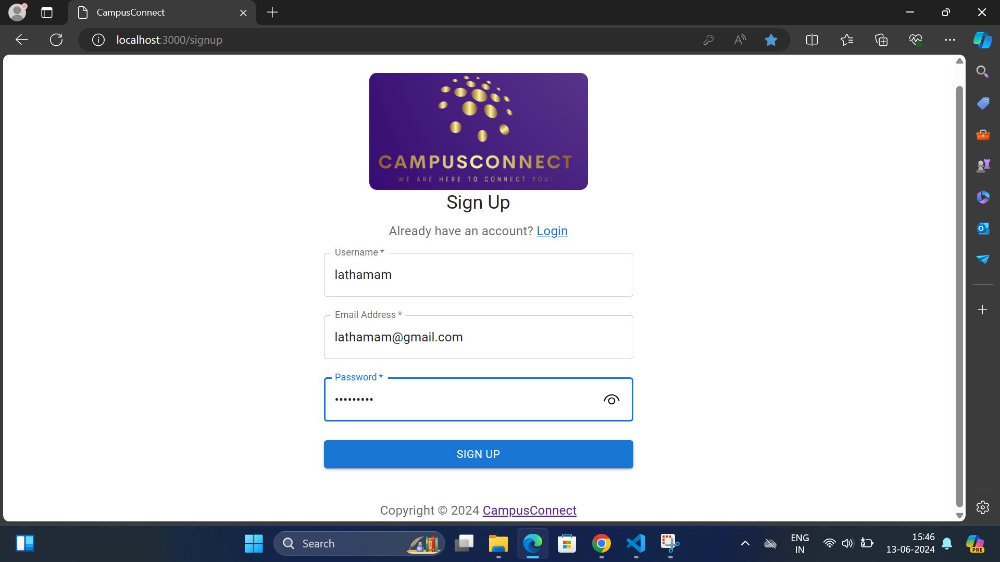 CampusConnect
localhost:3000/signup
CAMPUSCONNECT
WE ARE HERE TO CONNECT YOU!
Sign Up
Already have an account? Login
Username *
lathamam
Email Address *
lathamam@gmail.com
Password *
•••••••••
SIGN UP
Copyright © 2024 CampusConnect
Search
ENG
IN
15:46
13-06-2024
PRE